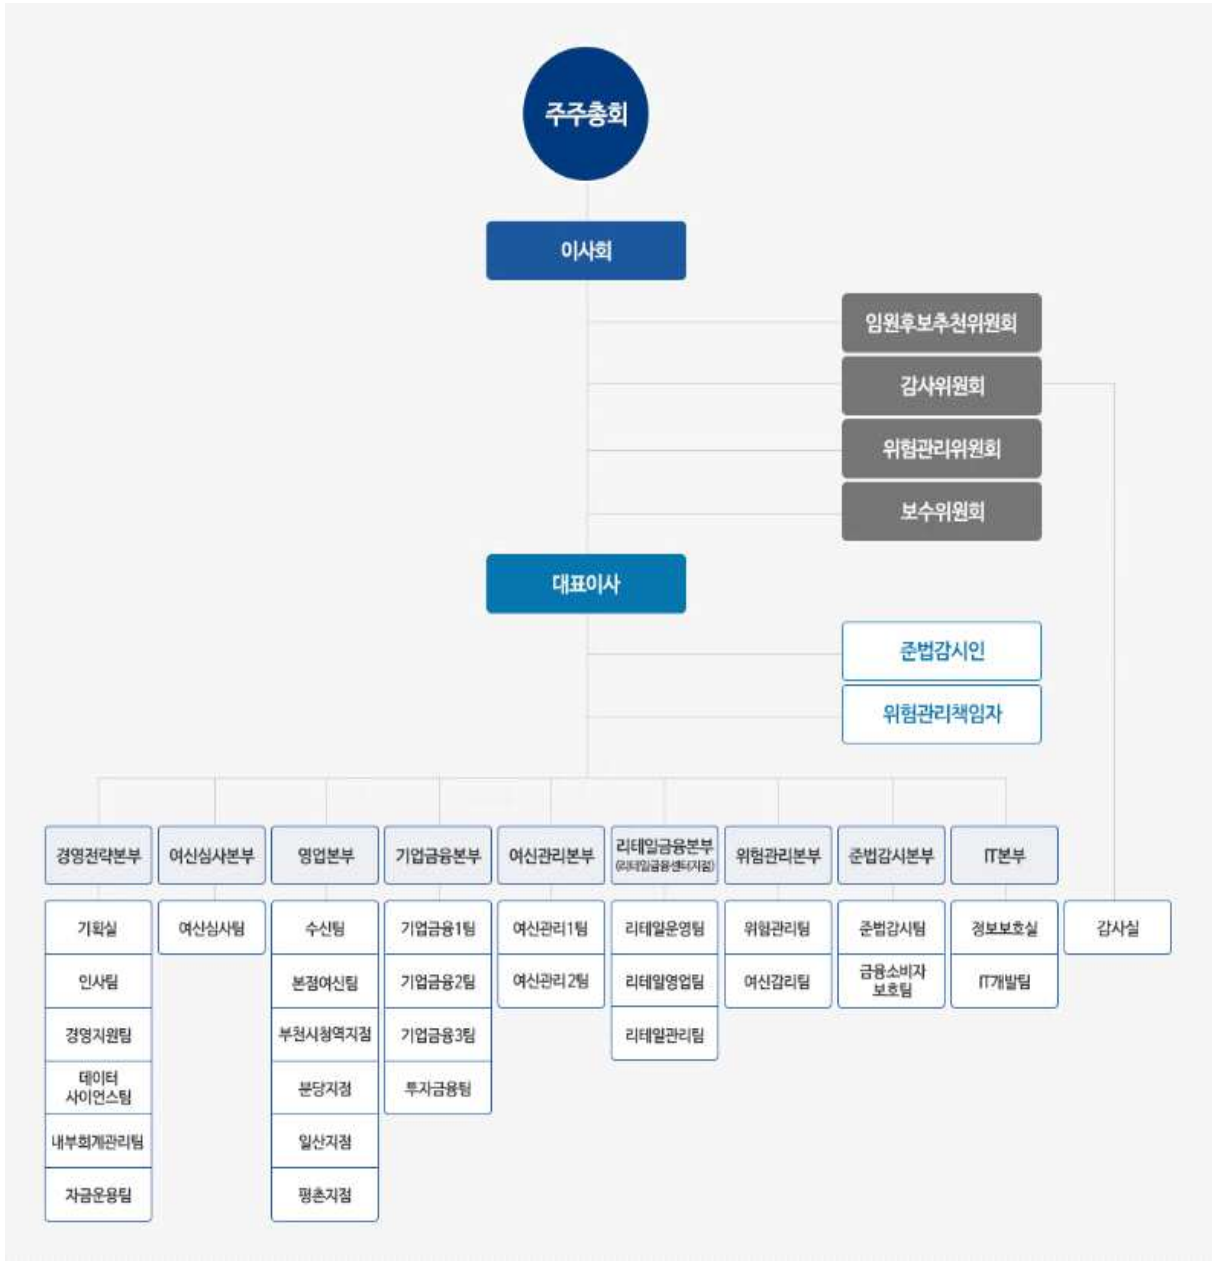 주주총회
이사회
임원후보추천위원회
감사위원회
위험관리위원회
보수위원회
대표이사
준법감시인
위험관리책임자
경영전략본부
기획실
인사팀
경영지원팀
데이터
사이언스팀
내부회계관리팀
자금운용팀
여신심사본부
여신심사팀
영업본부
수신팀
본점여신팀
부천시청역지점
분당지점
일산지점
평촌지점
기업금융본부
기업금융1팀
기업금융2팀
기업금융3팀
투자금융팀
여신관리본부
여신관리1팀
여신관리2팀
리테일금융본부
(리테일금융센터지점)
리테일운영팀
리테일영업팀
리테일관리팀
위험관리본부
위험관리팀
여신감리팀
준법감시본부
준법감시팀
금융소비자
보호팀
IT본부
정보보호실
IT개발팀
감사실